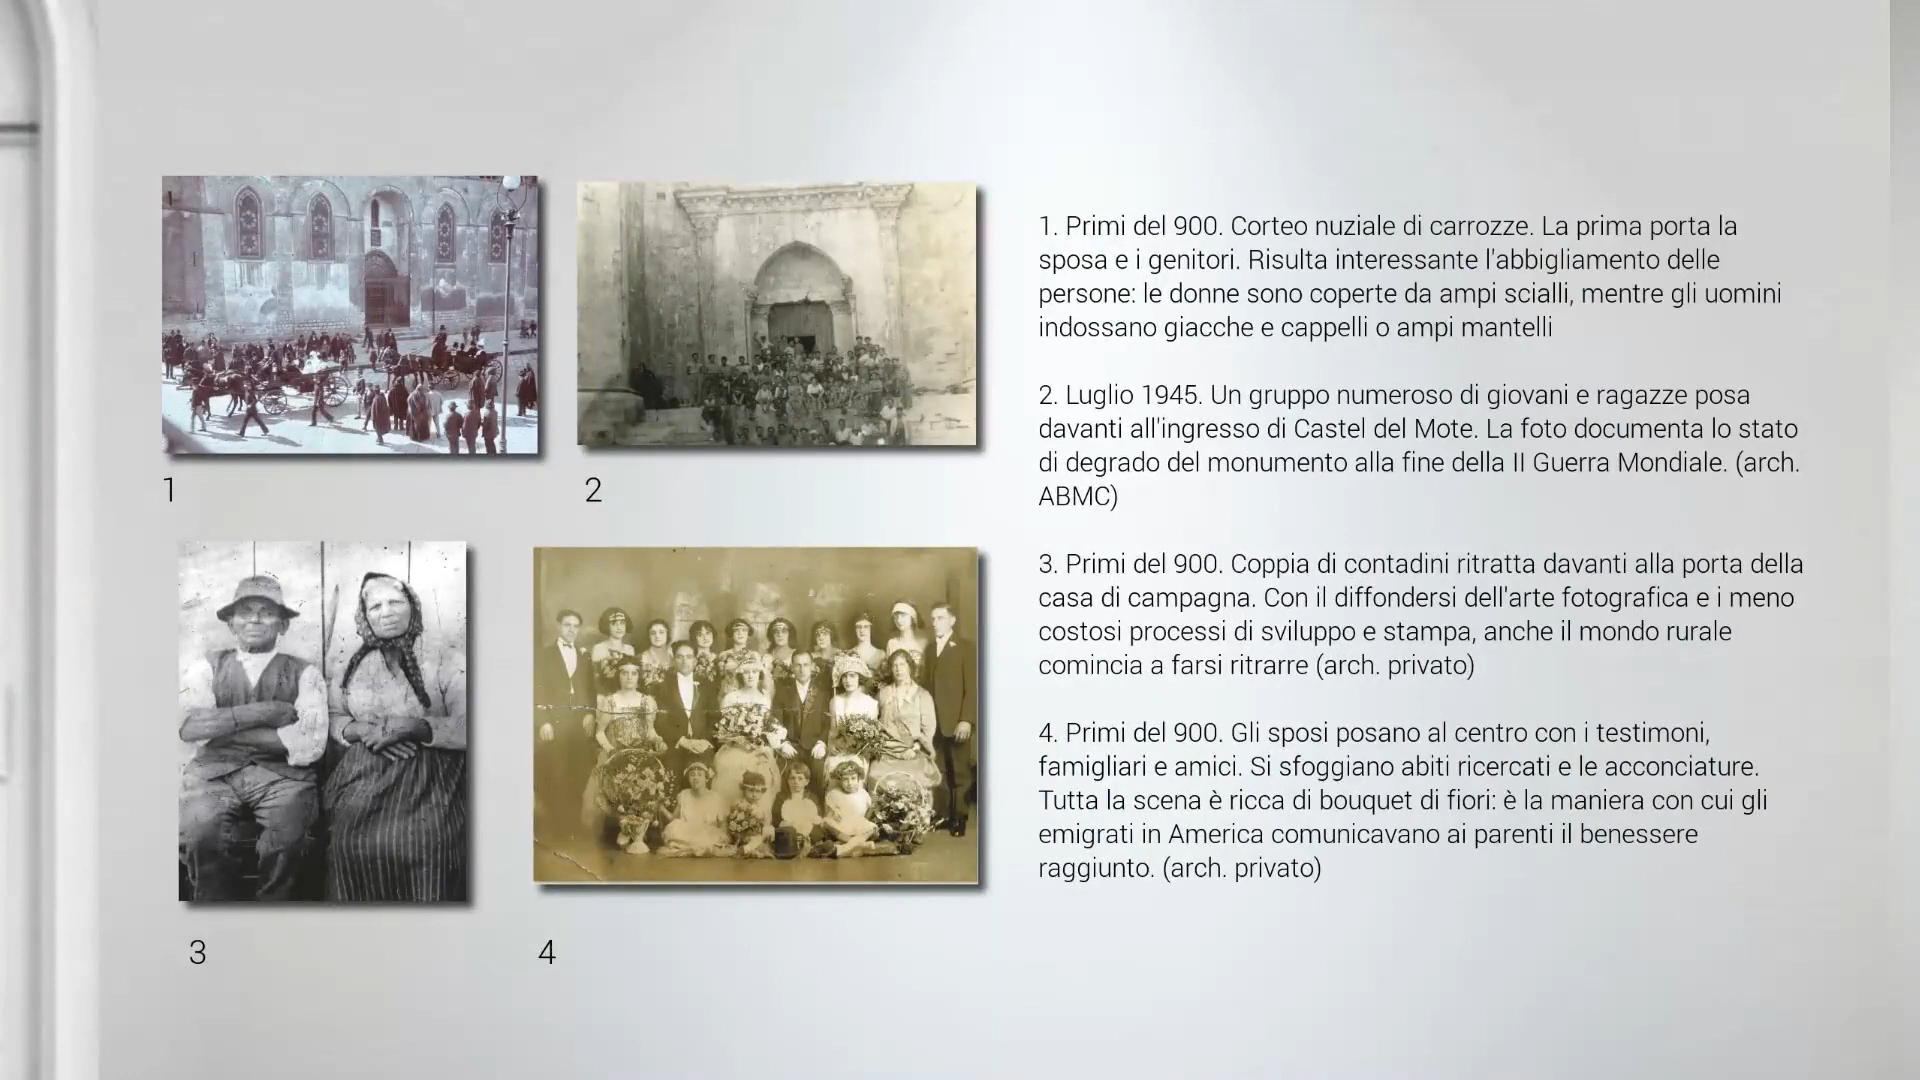 1. Primi del 900. Corteo nuziale di carrozze. La prima porta la
sposa e i genitori. Risulta interessante l'abbigliamento delle
persone: le donne sono coperte da ampi scialli, mentre gli uomini
indossano giacche e cappelli o ampi mantelli
2. Luglio 1945. Un gruppo numeroso di giovani e ragazze posa
davanti all'ingresso di Castel del Mote. La foto documenta lo stato
di degrado del monumento alla fine della II Guerra Mondiale. (arch.
ABMC)
3. Primi del 900. Coppia di contadini ritratta davanti alla porta della
casa di campagna. Con il diffondersi dell'arte fotografica e i meno
costosi processi di sviluppo e stampa, anche il mondo rurale
comincia a farsi ritrarre (arch. privato)
4. Primi del 900. Gli sposi posano al centro con i testimoni,
famigliari e amici. Si sfoggiano abiti ricercati e le acconciature.
Tutta la scena è ricca di bouquet di fiori: è la maniera con cui gli
emigrati in America comunicavano ai parenti il benessere
raggiunto. (arch. privato)
1
2
3
4